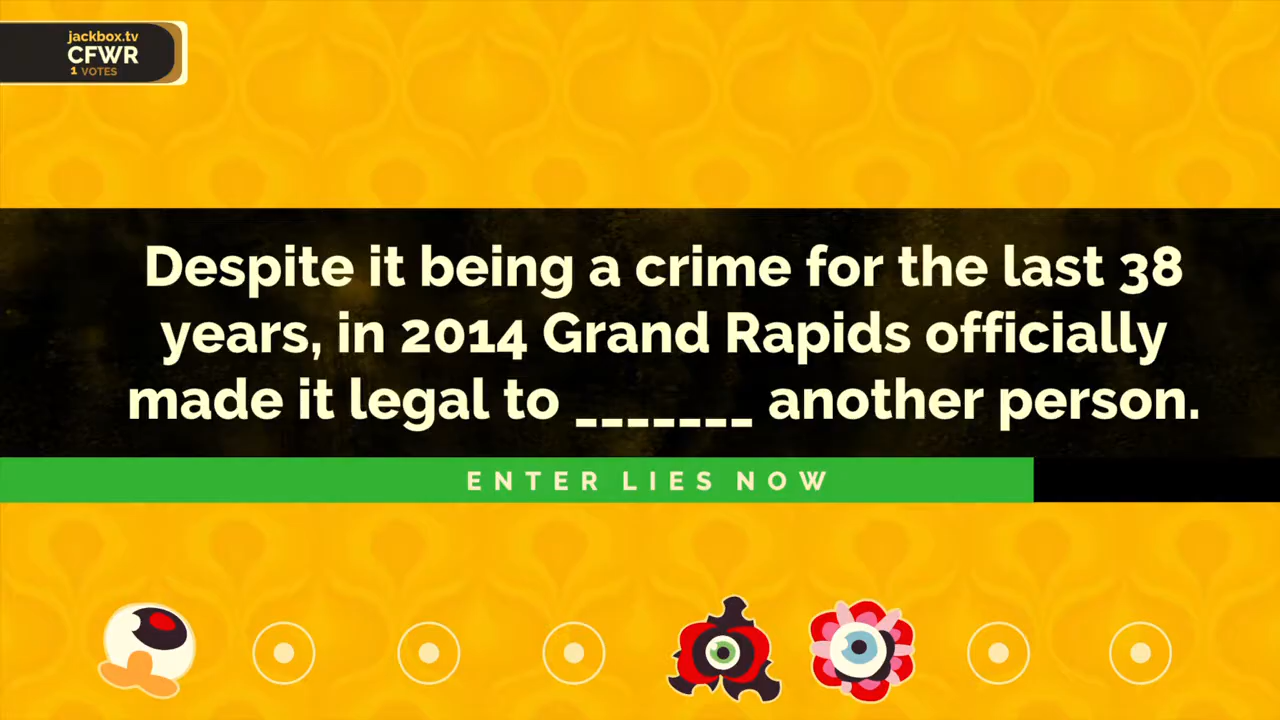 jackbox.tv
CFWR
1 VOTES
Despite it being a crime for the last 38
years, in 2014 Grand Rapids officially
made it legal to _______ another person.
ENTER LIES NOW